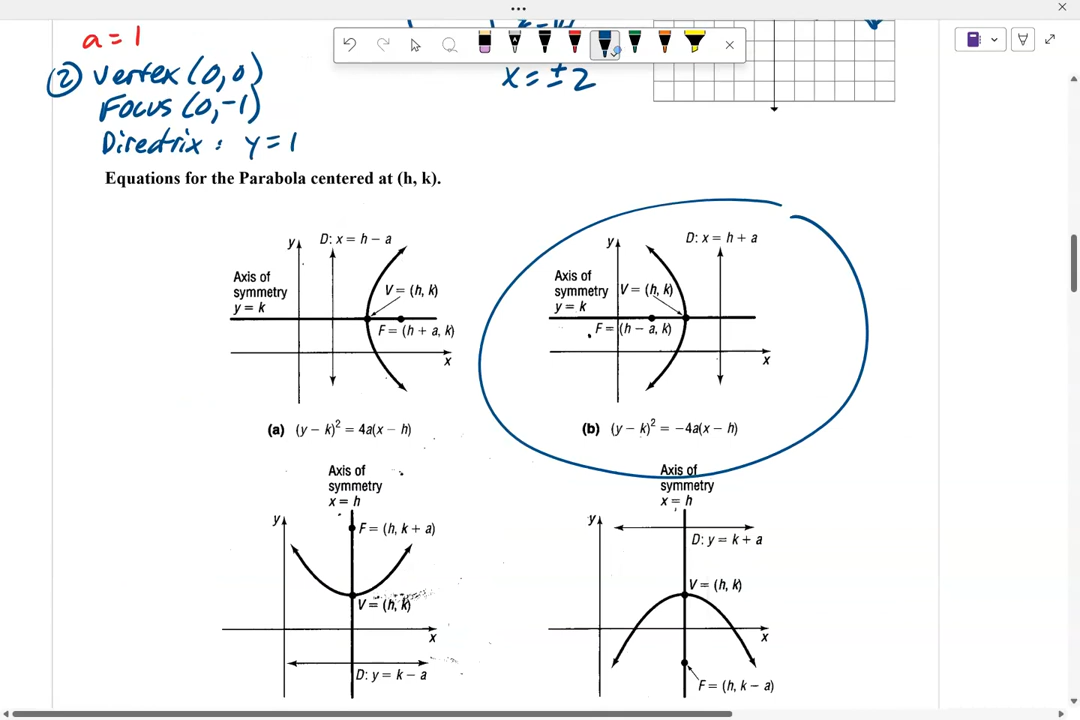 a = 1
② Vertex (0,0)
Focus (0,-1)
Directrix : y = 1
x = ±2
Equations for the Parabola centered at (h, k).
y
D: x = h − a
Axis of
symmetry
y = k
V = (h, k)
F = (h + a, k)
x
(a) (y − k)² = 4a(x − h)
y
D: x = h + a
Axis of
symmetry
y = k
V = (h, k)
F = (h − a, k)
x
(b) (y − k)² = −4a(x − h)
Axis of
symmetry
x = h
y
F = (h, k + a)
V = (h, k)
x
D: y = k − a
Axis of
symmetry
x = h
y
D: y = k + a
V = (h, k)
x
F = (h, k − a)